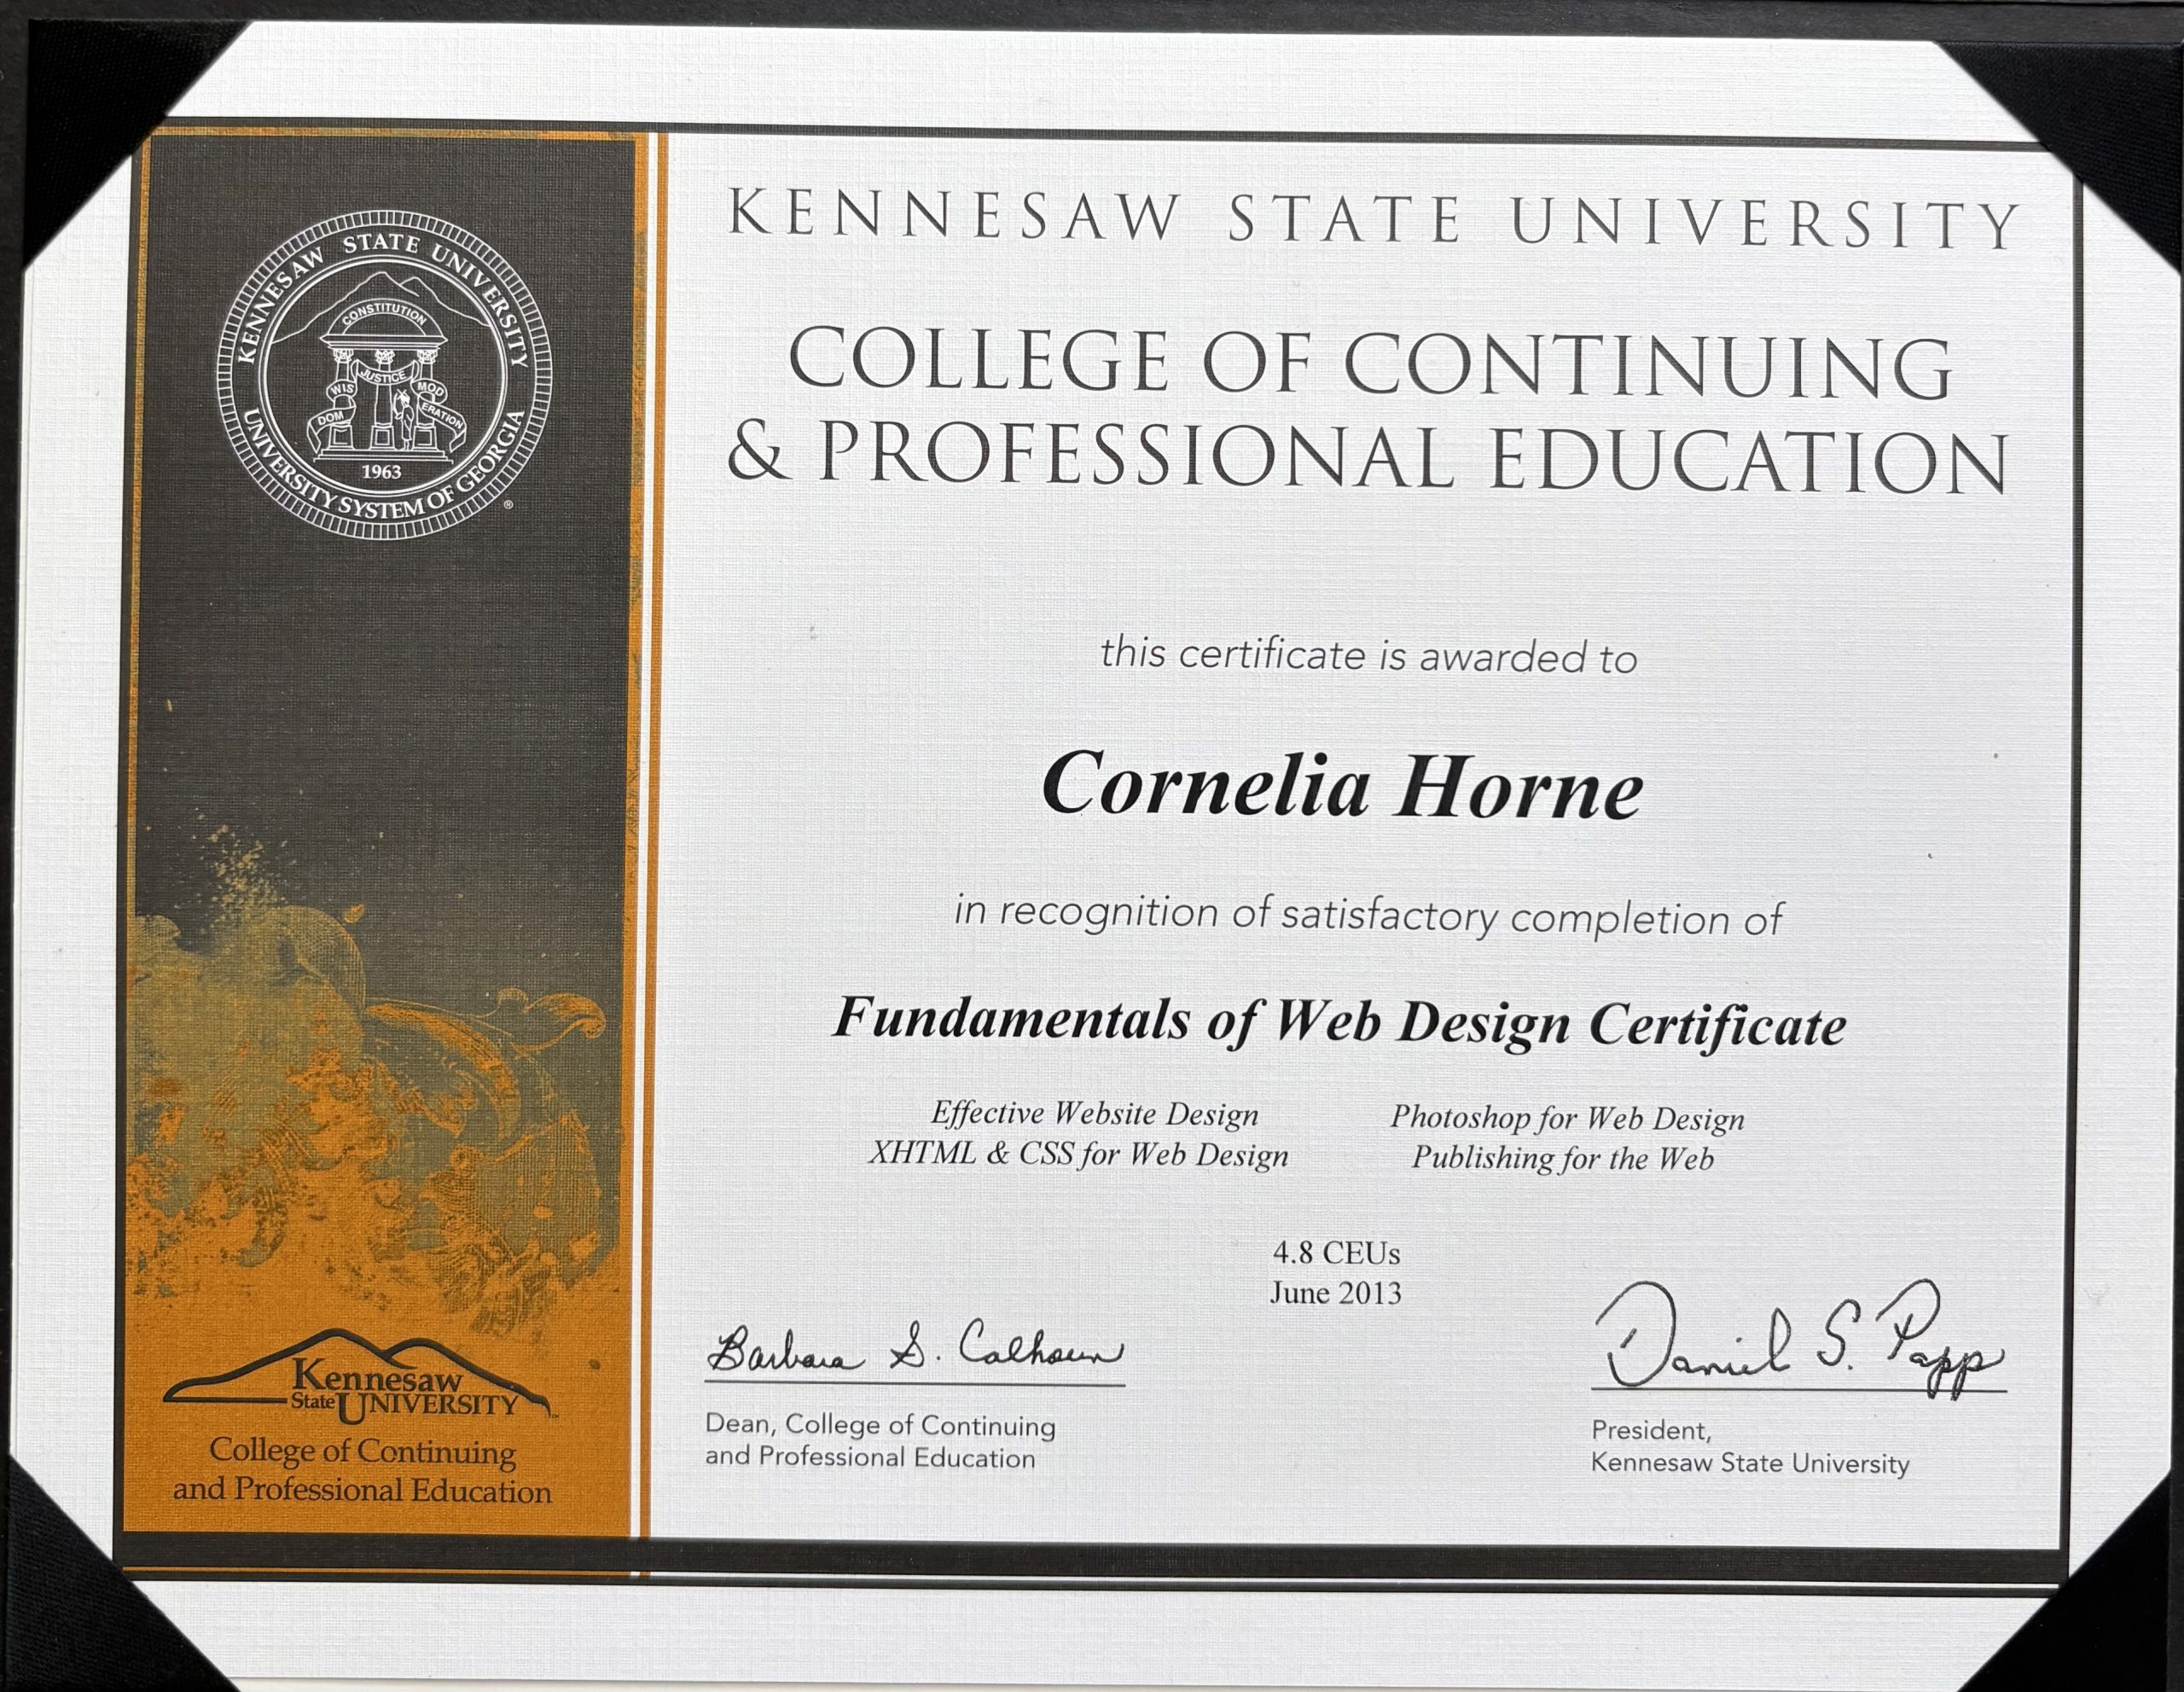 KENNESAW STATE UNIVERSITY
UNIVERSITY SYSTEM OF GEORGIA
CONSTITUTION
JUSTICE
WIS
DOM
MOD
ERATION
1963
®
KENNESAW STATE UNIVERSITY
COLLEGE OF CONTINUING
& PROFESSIONAL EDUCATION
this certificate is awarded to
Cornelia Horne
in recognition of satisfactory completion of
Fundamentals of Web Design Certificate
Effective Website Design
XHTML & CSS for Web Design
Photoshop for Web Design
Publishing for the Web
4.8 CEUs
June 2013
Barbara S. Calhoun
Dean, College of Continuing
and Professional Education
Daniel S. Papp
President,
Kennesaw State University
Kennesaw
State UNIVERSITY™
College of Continuing
and Professional Education